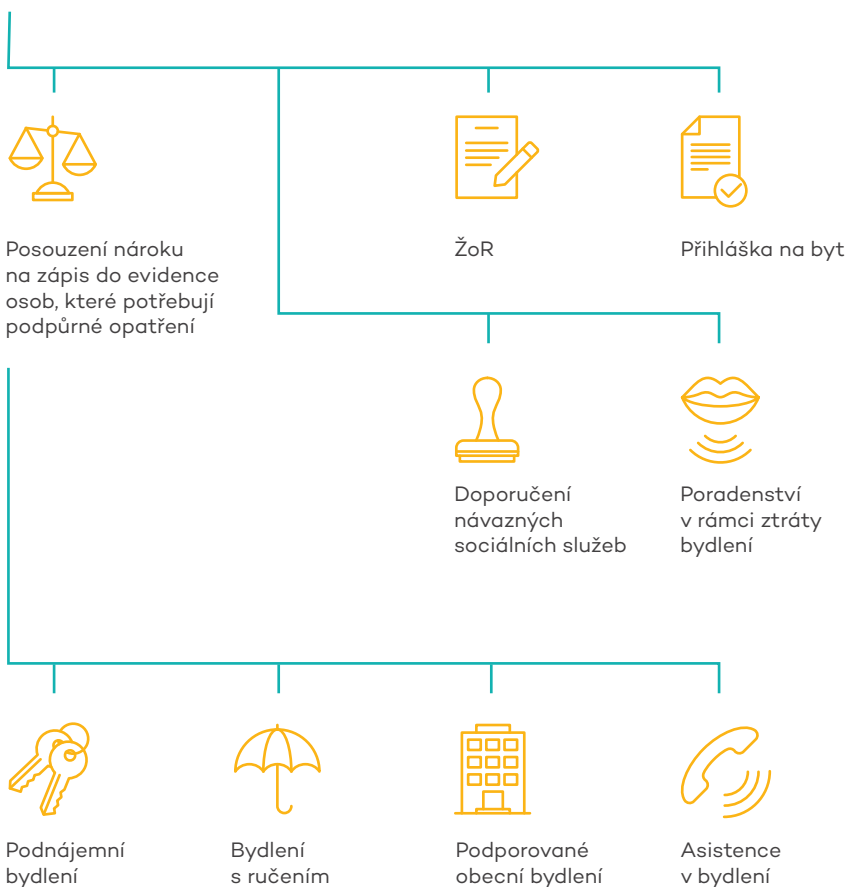 Posouzení nároku
na zápis do evidence
osob, které potřebují
podpůrné opatření
ŽoR
Přihláška na byt
Doporučení
návazných
sociálních služeb
Poradenství
v rámci ztráty
bydlení
Podnájemní
bydlení
Bydlení
s ručením
Podporované
obecní bydlení
Asistence
v bydlení